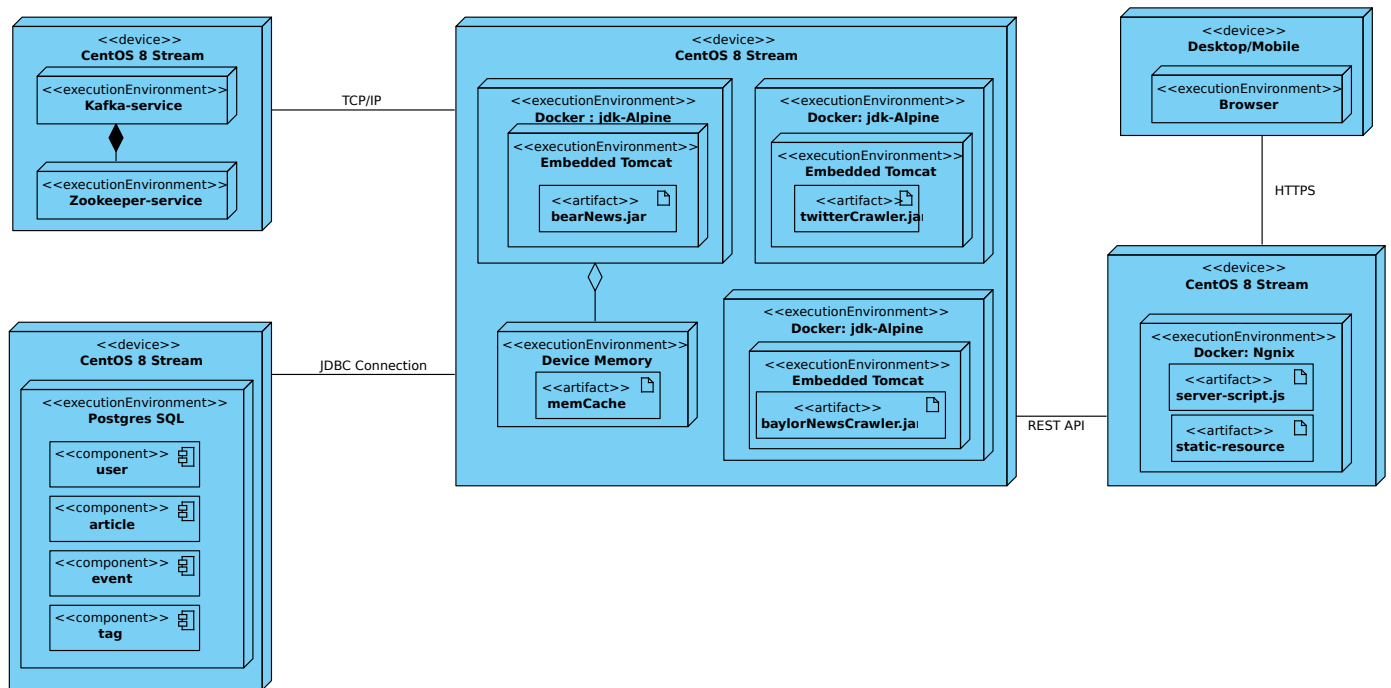 <<device>>
CentOS 8 Stream
<<executionEnvironment>>
Kafka-service
<<executionEnvironment>>
Zookeeper-service
TCP/IP
<<device>>
CentOS 8 Stream
<<executionEnvironment>>
Docker : jdk-Alpine
<<executionEnvironment>>
Embedded Tomcat
<<artifact>>
bearNews.jar
<<executionEnvironment>>
Docker: jdk-Alpine
<<executionEnvironment>>
Embedded Tomcat
<<artifact>>
twitterCrawler.jar
<<executionEnvironment>>
Device Memory
<<artifact>>
memCache
<<executionEnvironment>>
Docker: jdk-Alpine
<<executionEnvironment>>
Embedded Tomcat
<<artifact>>
baylorNewsCrawler.jar
<<device>>
Desktop/Mobile
<<executionEnvironment>>
Browser
HTTPS
<<device>>
CentOS 8 Stream
<<executionEnvironment>>
Docker: Ngnix
<<artifact>>
server-script.js
<<artifact>>
static-resource
REST API
JDBC Connection
<<device>>
CentOS 8 Stream
<<executionEnvironment>>
Postgres SQL
<<component>>
user
<<component>>
article
<<component>>
event
<<component>>
tag